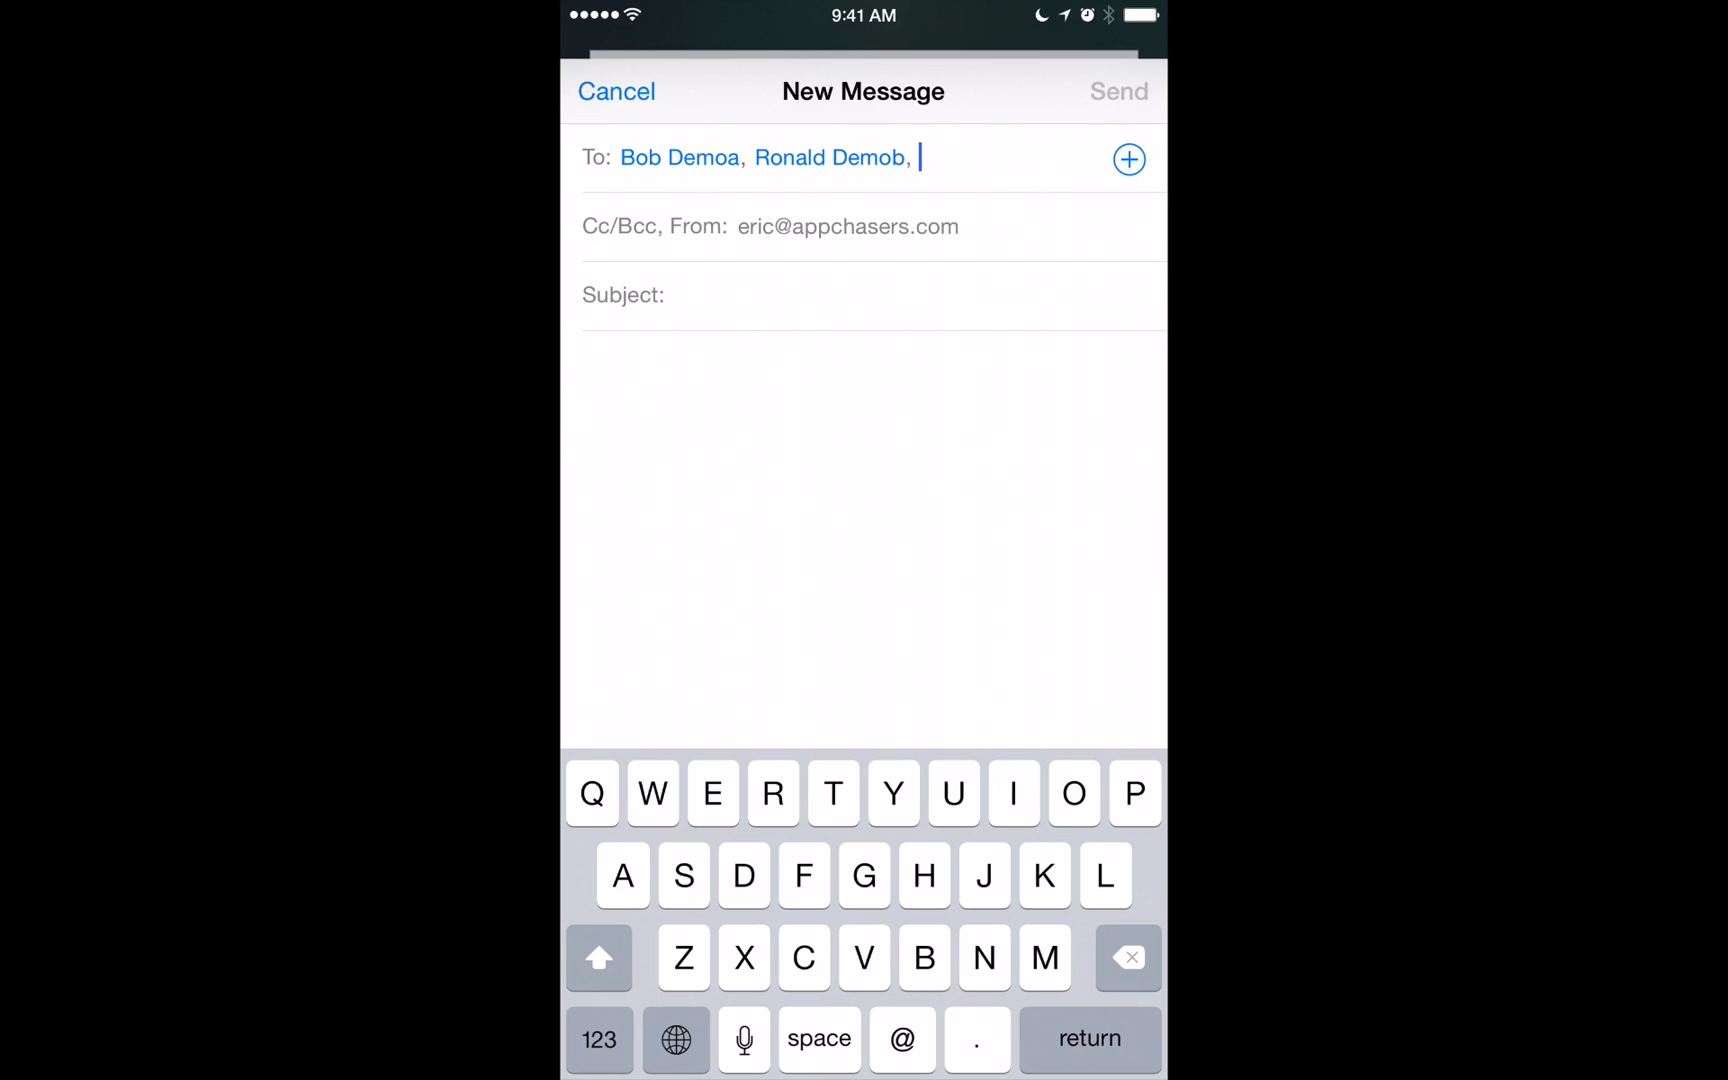 9:41 AM
Cancel New Message Send
To: Bob Demoa, Ronald Demob,
Cc/Bcc, From: eric@appchasers.com
Subject:
Q W E R T Y U I O P
A S D F G H J K L
Z X C V B N M
123 space @ . return